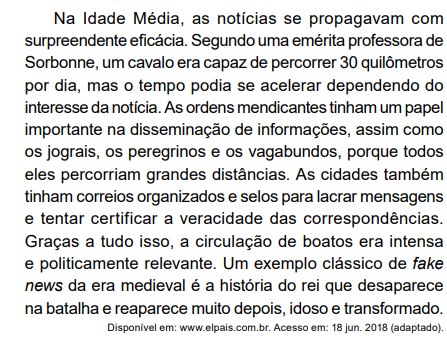 Na Idade Média, as notícias se propagavam com
surpreendente eficácia. Segundo uma emérita professora de
Sorbonne, um cavalo era capaz de percorrer 30 quilômetros
por dia, mas o tempo podia se acelerar dependendo do
interesse da notícia. As ordens mendicantes tinham um papel
importante na disseminação de informações, assim como
os jograis, os peregrinos e os vagabundos, porque todos
eles percorriam grandes distâncias. As cidades também
tinham correios organizados e selos para lacrar mensagens
e tentar certificar a veracidade das correspondências.
Graças a tudo isso, a circulação de boatos era intensa
e politicamente relevante. Um exemplo clássico de fake
news da era medieval é a história do rei que desaparece
na batalha e reaparece muito depois, idoso e transformado.
Disponível em: www.elpais.com.br. Acesso em: 18 jun. 2018 (adaptado).